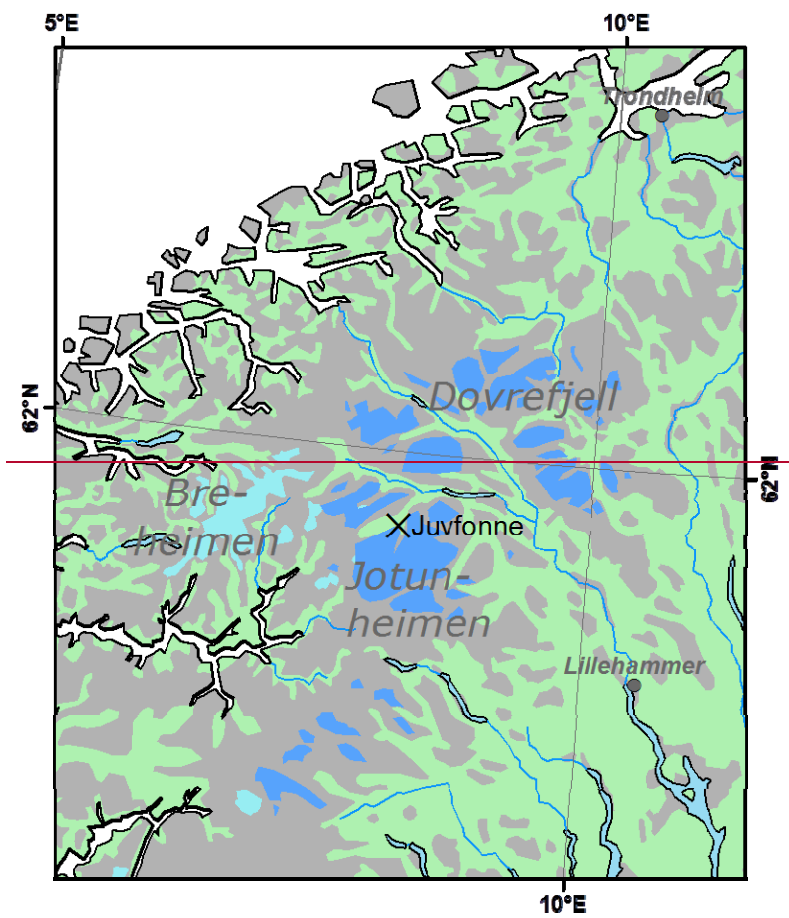 5°E
10°E
Trondheim
Dovrefjell
62°N
62°N
Bre-
heimen
Juvfonne
Jotun-
heimen
Lillehammer
10°E